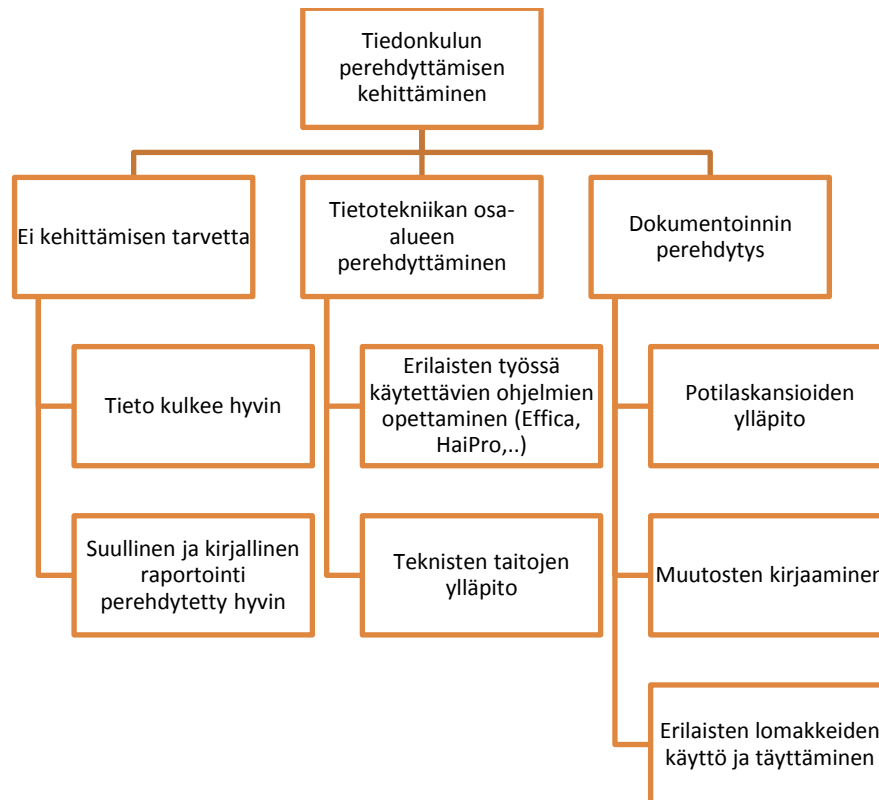 Tiedonkulun
perehdyttämisen
kehittäminen
Ei kehittämisen tarvetta
Tieto kulkee hyvin
Suullinen ja kirjallinen
raportointi
perehdytetty hyvin
Tietotekniikan osa-
alueen
perehdyttäminen
Erilaisten työssä
käytettävien ohjelmien
opettaminen (Effica,
HaiPro,..)
Teknisten taitojen
ylläpito
Dokumentoinnin
perehdytys
Potilaskansioiden
ylläpito
Muutosten kirjaaminen
Erilaisten lomakkeiden
käyttö ja täyttäminen